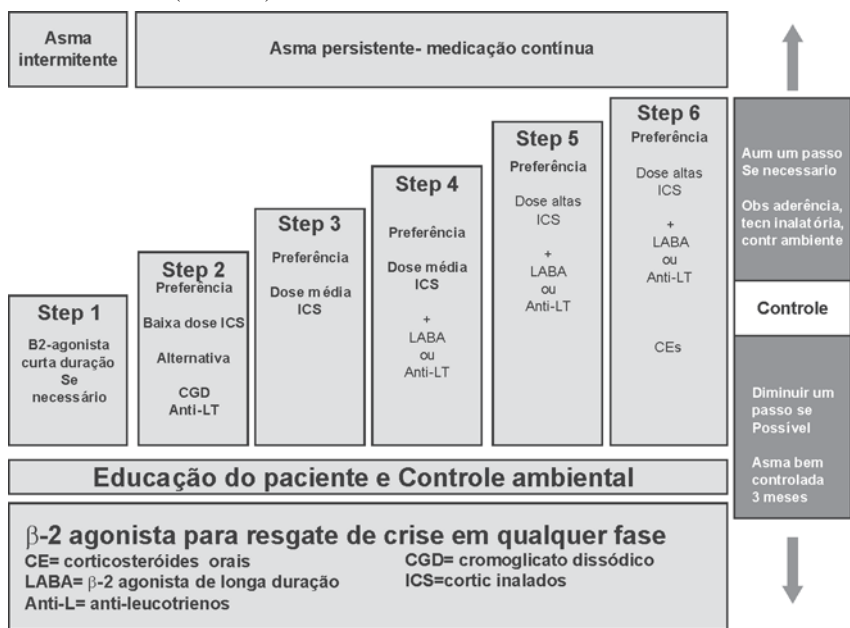 Asma
intermitente
Asma persistente- medicação contínua
Step 1
B2-agonista
curta duração
Se
necessário
Step 2
Preferência
Baixa dose ICS
Alternativa
CGD
Anti-LT
Step 3
Preferência
Dose média
ICS
Step 4
Preferência
Dose média
ICS
+
LABA
ou
Anti-LT
Step 5
Preferência
Dose altas
ICS
+
LABA
ou
Anti-LT
Step 6
Preferência
Dose altas
ICS
+
LABA
ou
Anti-LT
CEs
Aum um passo
Se necessario
Obs aderência,
tecn inalatória,
contr ambiente
Controle
Diminuir um
passo se
Possível
Asma bem
controlada
3 meses
Educação do paciente e Controle ambiental
β-2 agonista para resgate de crise em qualquer fase
CE= corticosteróides orais
CGD= cromoglicato dissódico
LABA= β-2 agonista de longa duração
ICS=cortic inalados
Anti-L= anti-leucotrienos